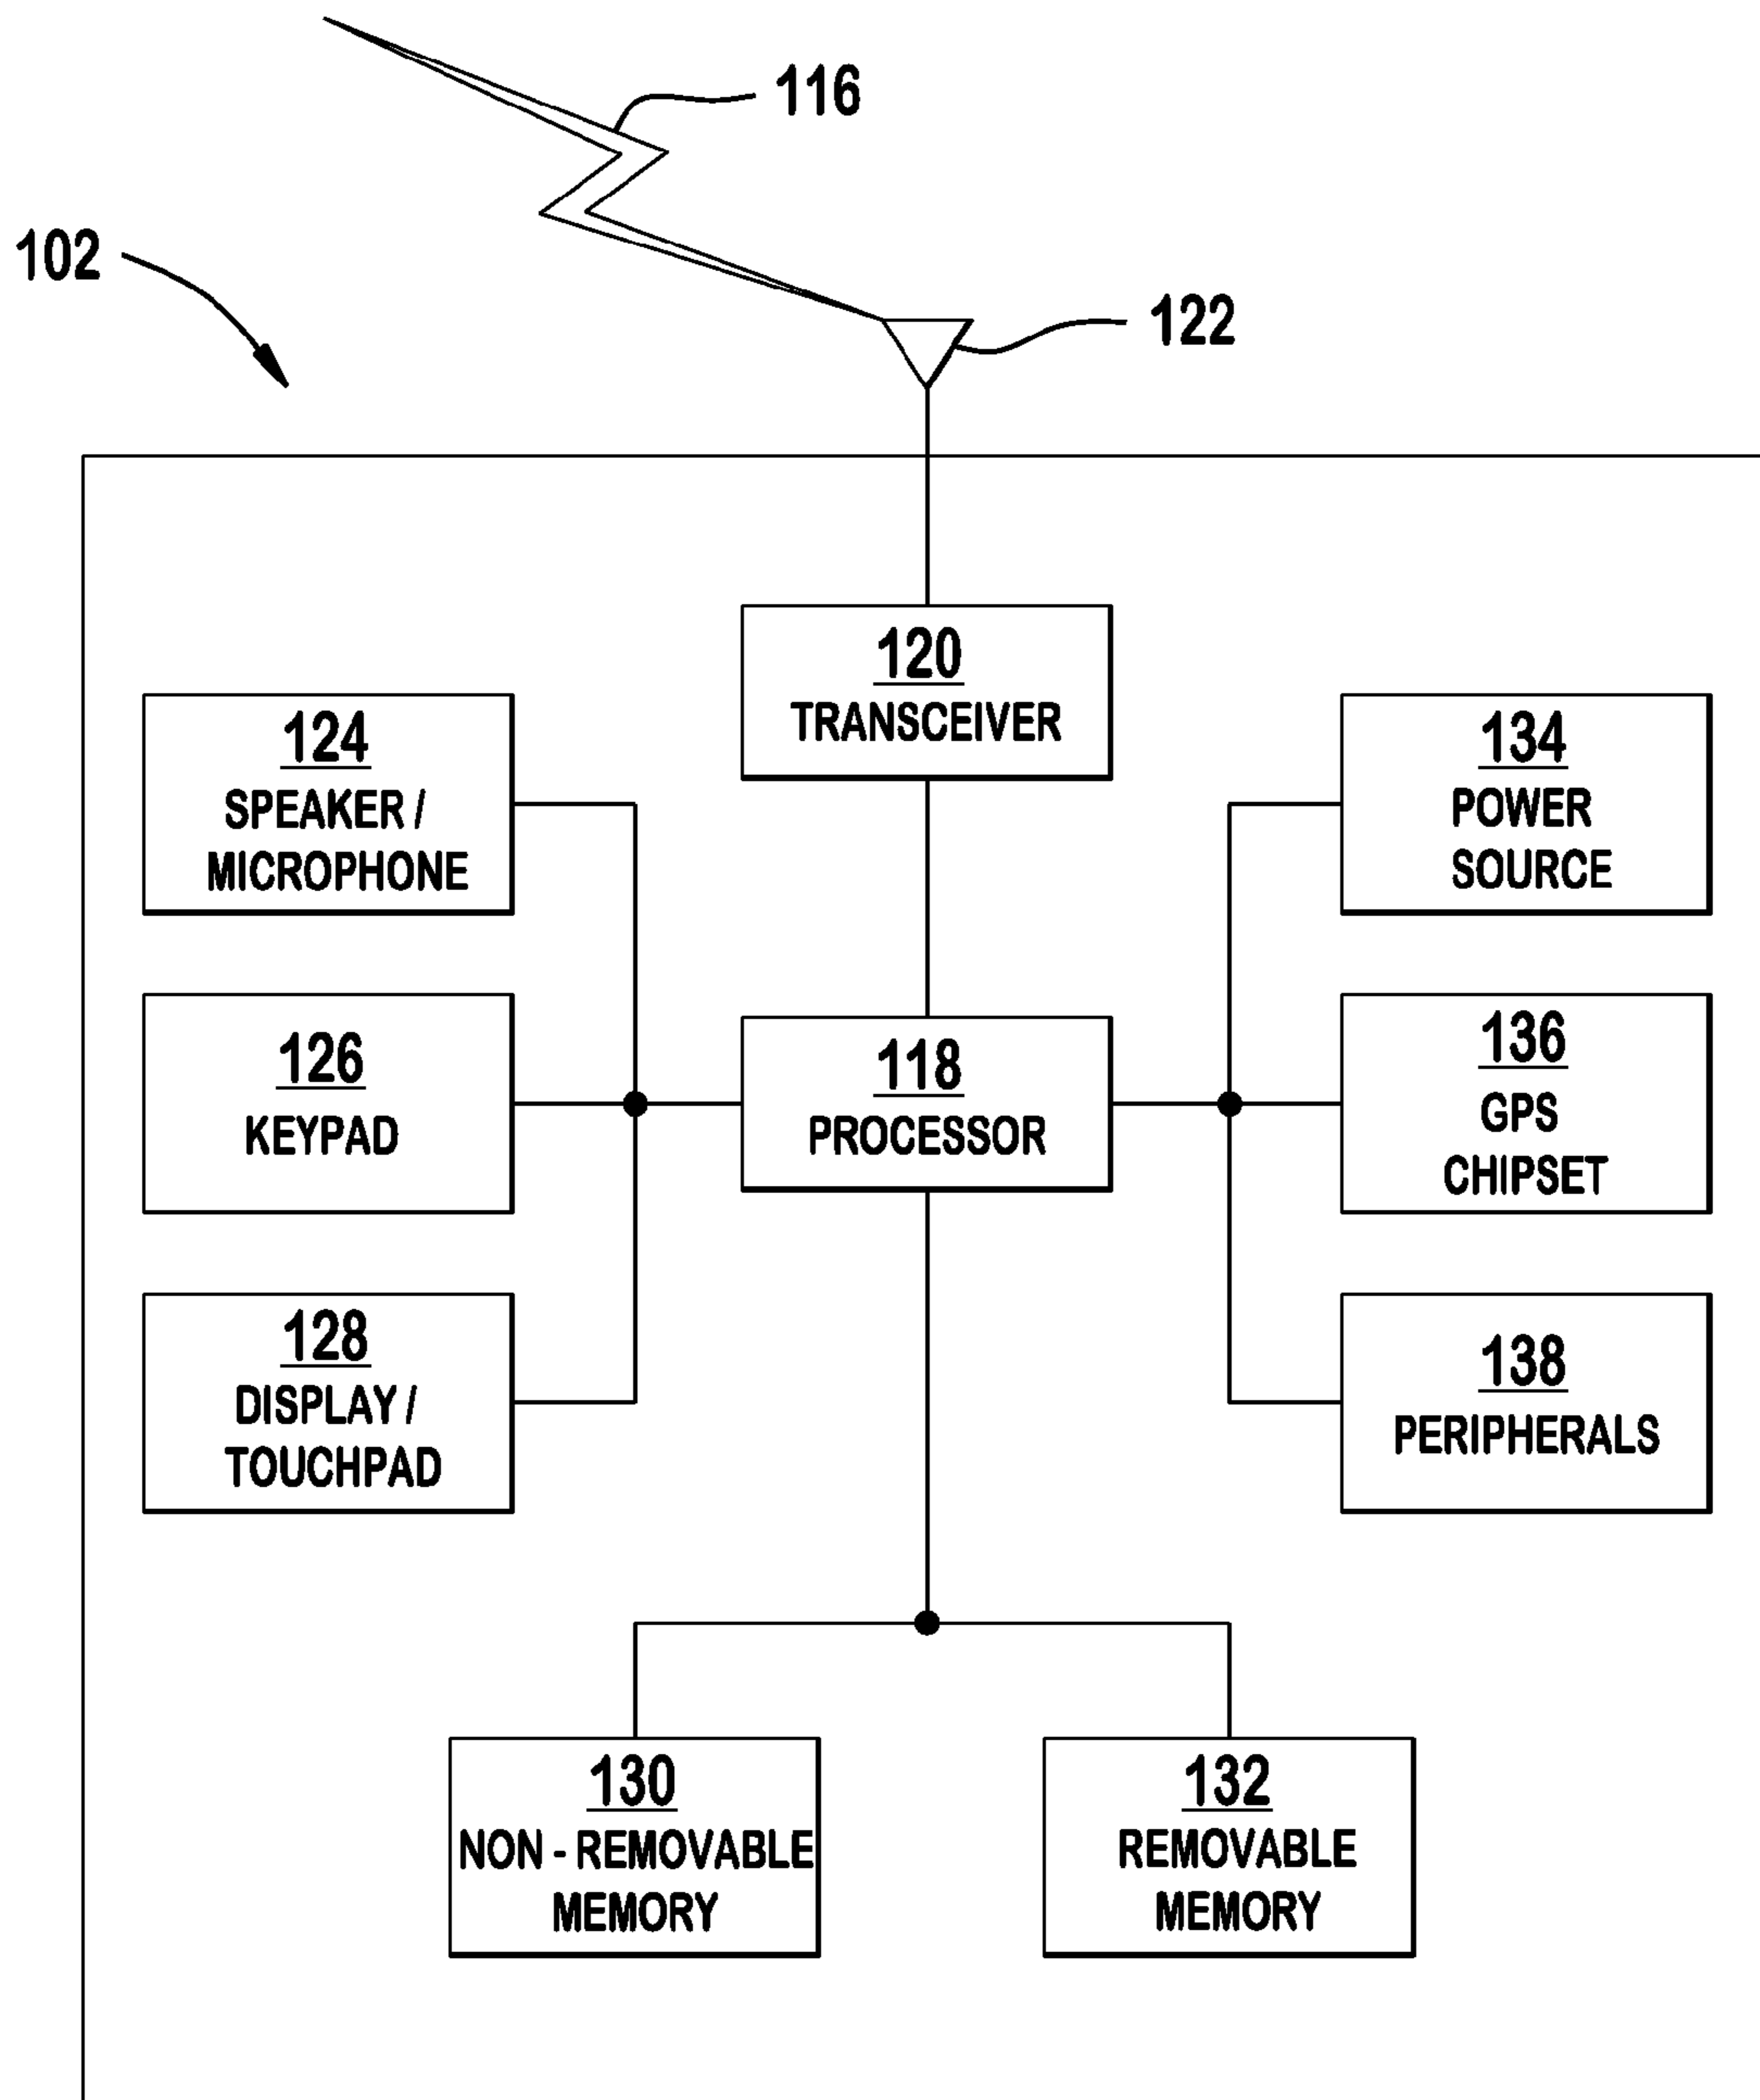 116
102
122
120
TRANSCEIVER
124
SPEAKER /
MICROPHONE
134
POWER
SOURCE
126
KEYPAD
118
PROCESSOR
136
GPS
CHIPSET
128
DISPLAY /
TOUCHPAD
138
PERIPHERALS
130
NON - REMOVABLE
MEMORY
132
REMOVABLE
MEMORY